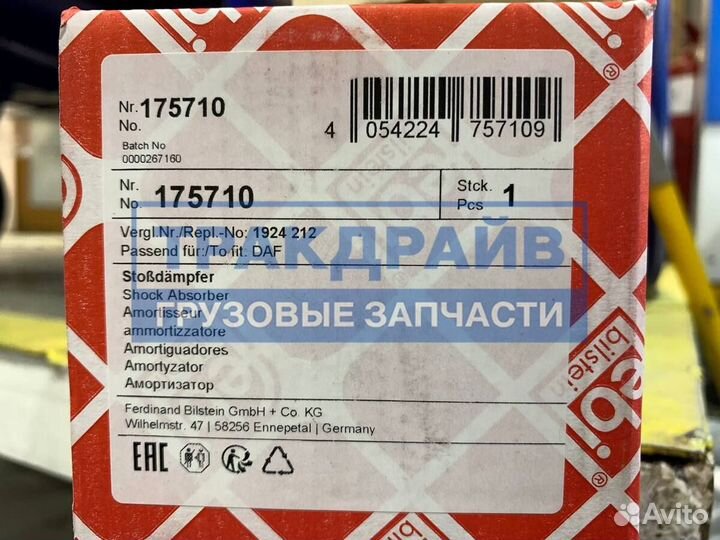 Nr. 175710
No.
Batch No
0000267160
4 054224 757109
Nr.
No. 175710
Stck.
Pcs 1
Vergl.Nr./Repl.-No: 1924 212
Passend für:/To fit: DAF
Stoßdämpfer
Shock Absorber
Amortisseur
ammortizzatore
Amortiguadores
Amortyzator
Амортизатор
Ferdinand Bilstein GmbH + Co. KG
Wilhelmstr. 47 | 58256 Ennepetal | Germany
EAC
ТРАКДРАЙВ
ГРУЗОВЫЕ ЗАПЧАСТИ
febi
bilstein
Avito